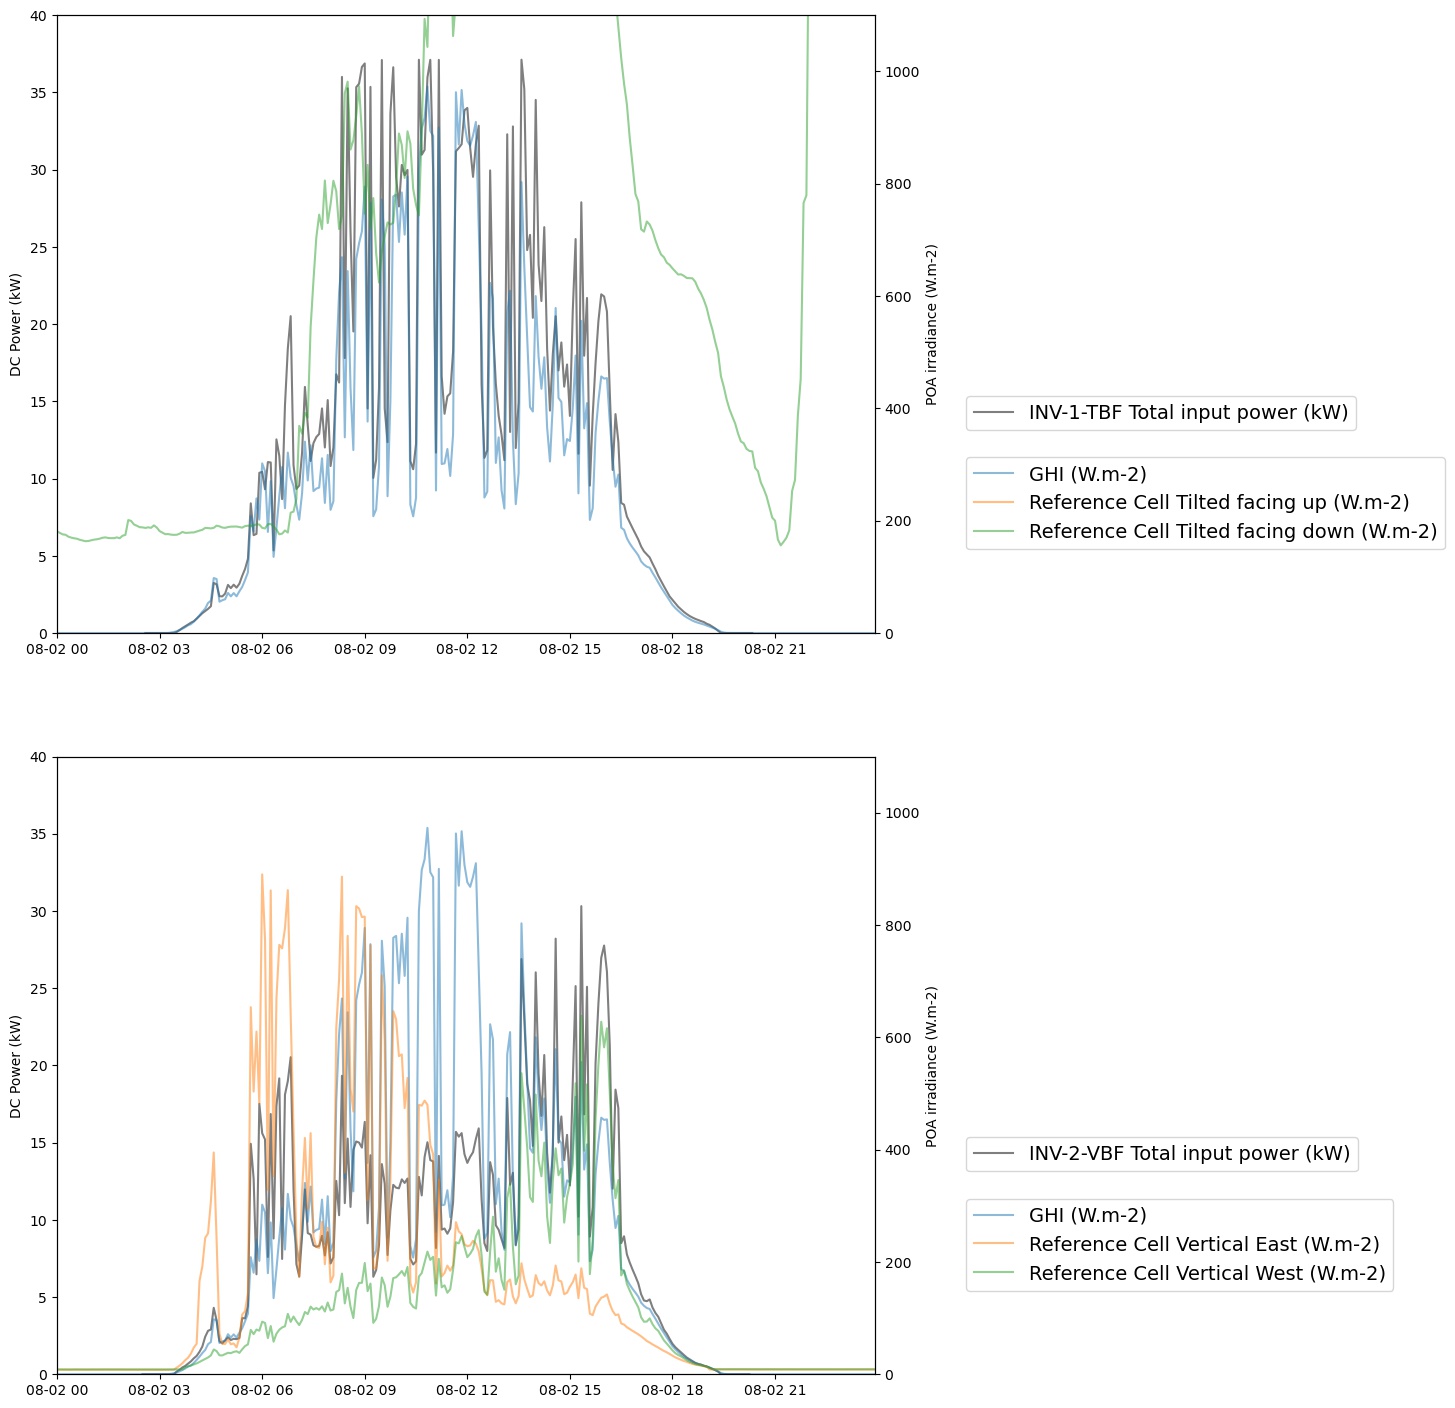 40
35
30
25
20
15
10
5
0
DC Power (kW)
1000
800
600
400
200
0
POA irradiance (W.m-2)
08-02 00 08-02 03 08-02 06 08-02 09 08-02 12 08-02 15 08-02 18 08-02 21
INV-1-TBF Total input power (kW)
GHI (W.m-2)
Reference Cell Tilted facing up (W.m-2)
Reference Cell Tilted facing down (W.m-2)
40
35
30
25
20
15
10
5
0
DC Power (kW)
1000
800
600
400
200
0
POA irradiance (W.m-2)
08-02 00 08-02 03 08-02 06 08-02 09 08-02 12 08-02 15 08-02 18 08-02 21
INV-2-VBF Total input power (kW)
GHI (W.m-2)
Reference Cell Vertical East (W.m-2)
Reference Cell Vertical West (W.m-2)